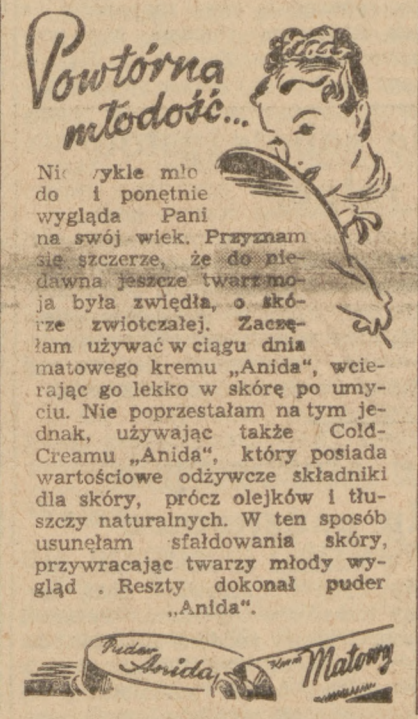 Powtórna
młodość...
mło
do i ponętnie
wygląda Pani
na swój wiek. Przyznam
się szczerze, że do nie-
dawna jeszcze twarz mo-
ja była zwiędła, o skó-
rze zwiotczałej. Zaczę-
łam używać w ciągu dnia
matowego kremu „Anida“, wcie-
rając go lekko w skórę po umy-
ciu. Nie poprzestałam na tym je-
dnak, używając także Cold-
Creamu „Anida“, który posiada
wartościowe odżywcze składniki
dla skóry, prócz olejków i tłu-
szczy naturalnych. W ten sposób
usunęłam sfałdowania skóry,
przywracając twarzy młody wy-
gląd . Reszty dokonał puder
„Anida“.
Puder
Anida
Krem Matowy